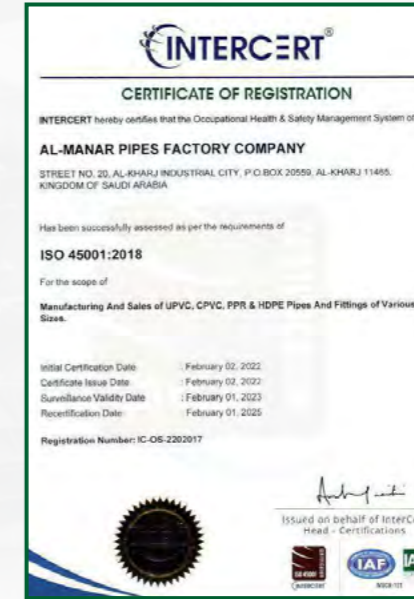 INTERCERT®
CERTIFICATE OF REGISTRATION
INTERCERT hereby certifies that the Occupational Health & Safety Management System of
AL-MANAR PIPES FACTORY COMPANY
STREET NO. 20, AL-KHARJ INDUSTRIAL CITY, P.O.BOX 20559, AL-KHARJ 11465,
KINGDOM OF SAUDI ARABIA
Has been successfully assessed as per the requirements of
ISO 45001:2018
For the scope of
Manufacturing And Sales of UPVC, CPVC, PPR & HDPE Pipes And Fittings of Various
Sizes.
Initial Certification Date : February 02, 2022
Certificate Issue Date : February 02, 2022
Surveillance Validity Date : February 01, 2023
Recertification Date : February 01, 2025
Registration Number: IC-OS-2202017
Issued on behalf of InterCe
Head - Certifications
ISO 45001
INTERCERT
IAF
IA